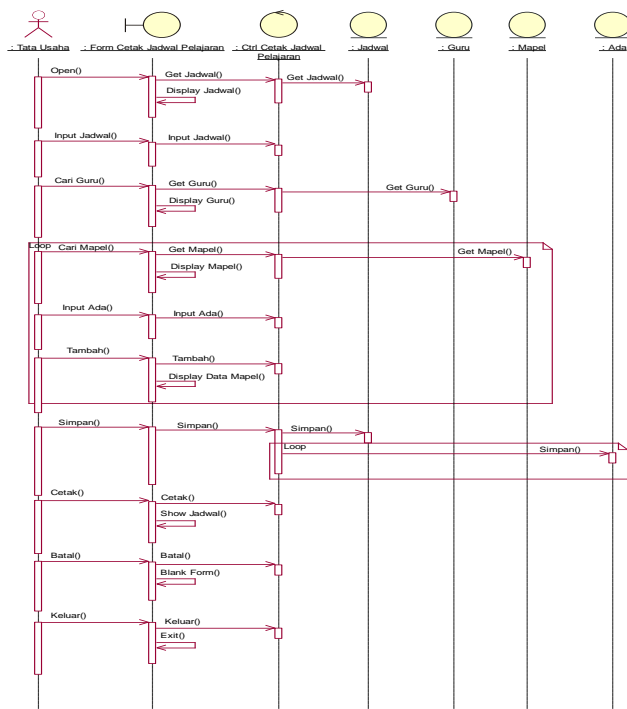 : Tata Usaha
: Form Cetak Jadwal Pelajaran
: Ctrl Cetak Jadwal
Pelajaran
: Jadwal
: Guru
: Mapel
: Ada
Open()
Get Jadwal()
Get Jadwal()
Display Jadwal()
Input Jadwal()
Input Jadwal()
Cari Guru()
Get Guru()
Get Guru()
Display Guru()
Loop
Cari Mapel()
Get Mapel()
Get Mapel()
Display Mapel()
Input Ada()
Input Ada()
Tambah()
Tambah()
Display Data Mapel()
Simpan()
Simpan()
Simpan()
Loop
Simpan()
Cetak()
Cetak()
Show Jadwal()
Batal()
Batal()
Blank Form()
Keluar()
Keluar()
Exit()